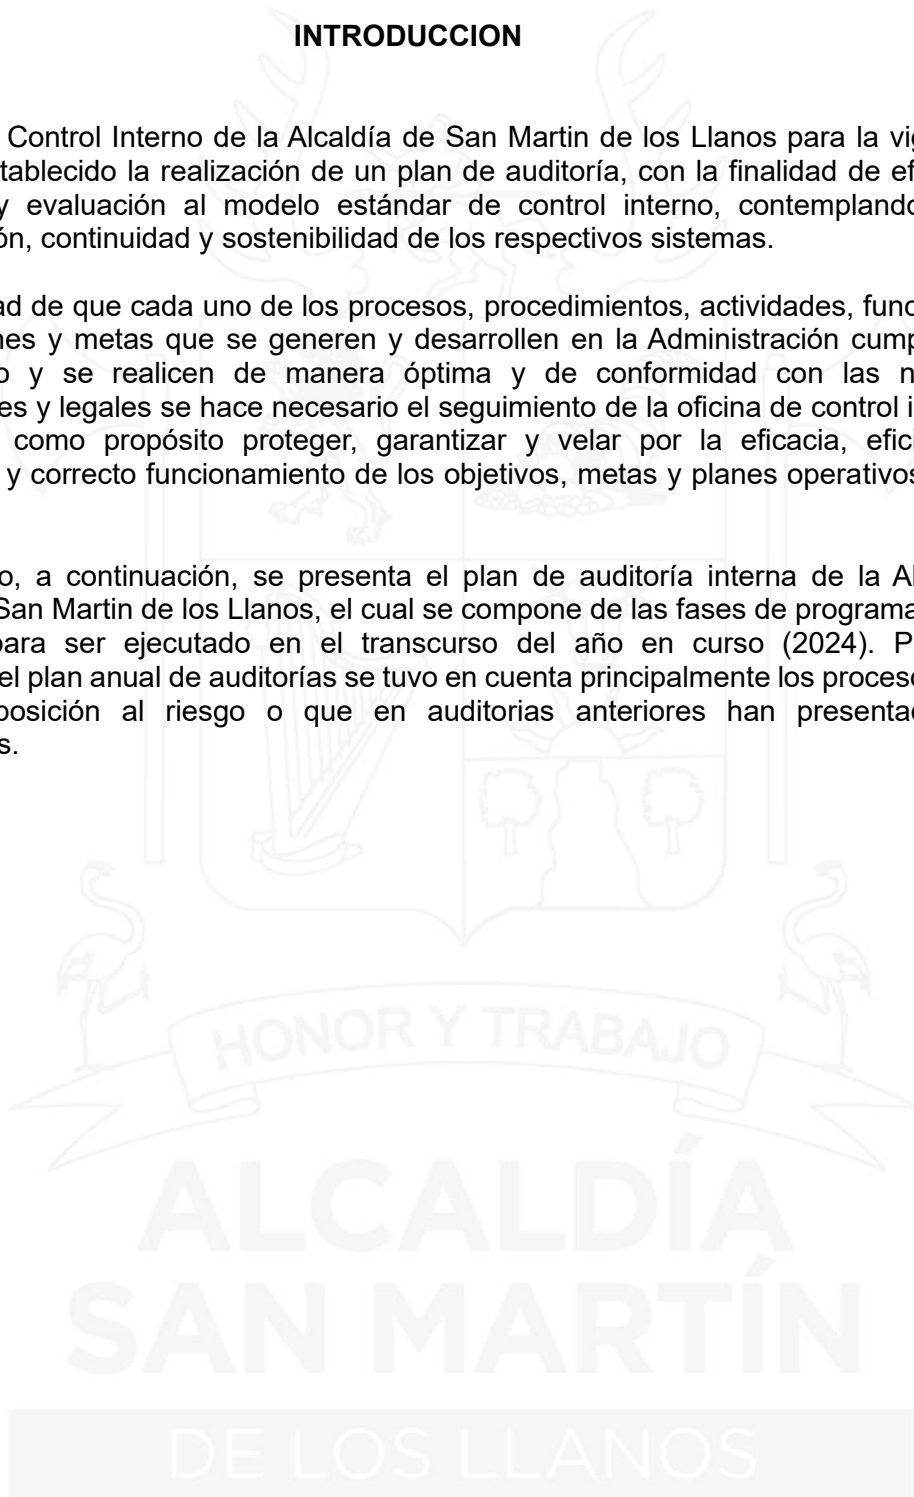 INTRODUCCION
Control Interno de la Alcaldía de San Martin de los Llanos para la vig
tablecido la realización de un plan de auditoría, con la finalidad de ef
y evaluación al modelo estándar de control interno, contemplando
ón, continuidad y sostenibilidad de los respectivos sistemas.
ad de que cada uno de los procesos, procedimientos, actividades, func
nes y metas que se generen y desarrollen en la Administración cump
o y se realicen de manera óptima y de conformidad con las n
es y legales se hace necesario el seguimiento de la oficina de control i
como propósito proteger, garantizar y velar por la eficacia, efici
y correcto funcionamiento de los objetivos, metas y planes operativos
o, a continuación, se presenta el plan de auditoría interna de la Al
San Martin de los Llanos, el cual se compone de las fases de programa
para ser ejecutado en el transcurso del año en curso (2024). P
el plan anual de auditorías se tuvo en cuenta principalmente los proceso
posición al riesgo o que en auditorias anteriores han presentad
s.
HONOR Y TRABAJO
ALCALDÍA
SAN MARTÍN
DE LOS LLANOS